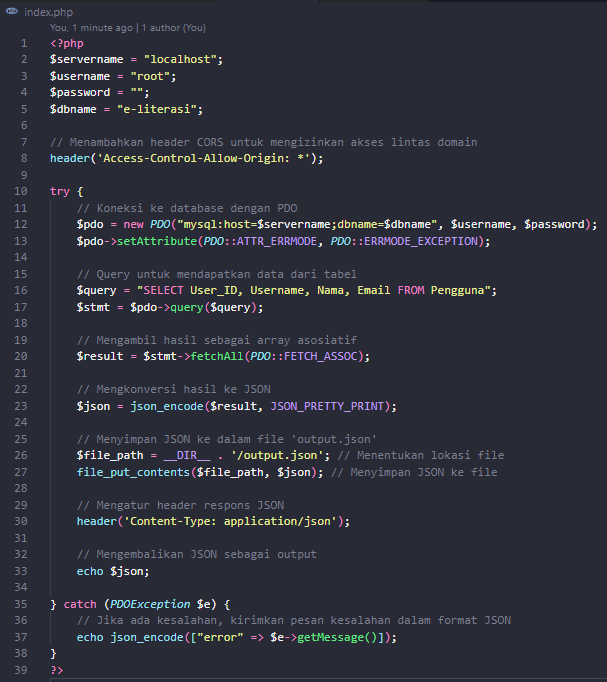 index.php
You, 1 minute ago | 1 author (You)
1 <?php
2 $servername = "localhost";
3 $username = "root";
4 $password = "";
5 $dbname = "e-literasi";
6
7 // Menambahkan header CORS untuk mengizinkan akses lintas domain
8 header('Access-Control-Allow-Origin: *');
9
10 try {
11     // Koneksi ke database dengan PDO
12     $pdo = new PDO("mysql:host=$servername;dbname=$dbname", $username, $password);
13     $pdo->setAttribute(PDO::ATTR_ERRMODE, PDO::ERRMODE_EXCEPTION);
14
15     // Query untuk mendapatkan data dari tabel
16     $query = "SELECT User_ID, Username, Nama, Email FROM Pengguna";
17     $stmt = $pdo->query($query);
18
19     // Mengambil hasil sebagai array asosiatif
20     $result = $stmt->fetchAll(PDO::FETCH_ASSOC);
21
22     // Mengkonversi hasil ke JSON
23     $json = json_encode($result, JSON_PRETTY_PRINT);
24
25     // Menyimpan JSON ke dalam file 'output.json'
26     $file_path = __DIR__ . '/output.json'; // Menentukan lokasi file
27     file_put_contents($file_path, $json); // Menyimpan JSON ke file
28
29     // Mengatur header respons JSON
30     header('Content-Type: application/json');
31
32     // Mengembalikan JSON sebagai output
33     echo $json;
34
35 } catch (PDOException $e) {
36     // Jika ada kesalahan, kirimkan pesan kesalahan dalam format JSON
37     echo json_encode(["error" => $e->getMessage()]);
38 }
39 ?>